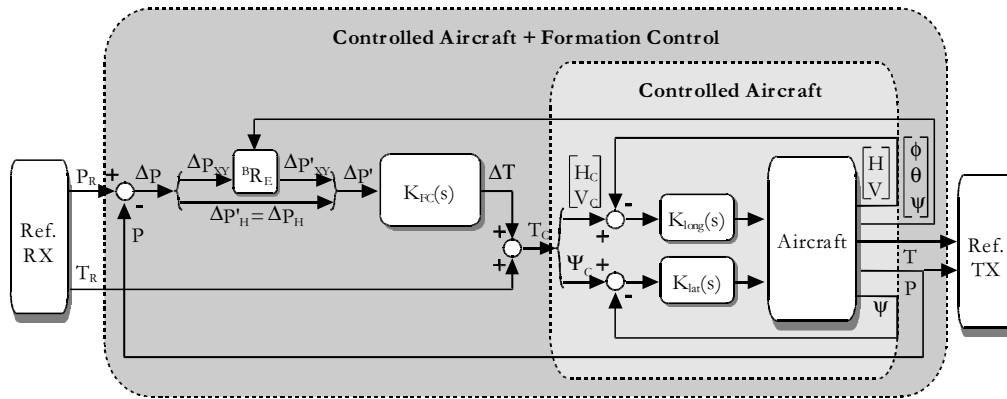 Controlled Aircraft + Formation Control
Controlled Aircraft
Ref.
RX
P_R
+
-
ΔP
P
T_R
ΔP_XY
ᴮR_E
ΔP'_XY
ΔP'_H = ΔP_H
ΔP'
K_FC(s)
ΔT
+
+
T_C
[H_C
V_C]
-
+
K_long(s)
Ψ_C
+
-
K_lat(s)
Aircraft
[H
V]
[ϕ
θ
ψ]
T
P
ψ
Ref.
TX